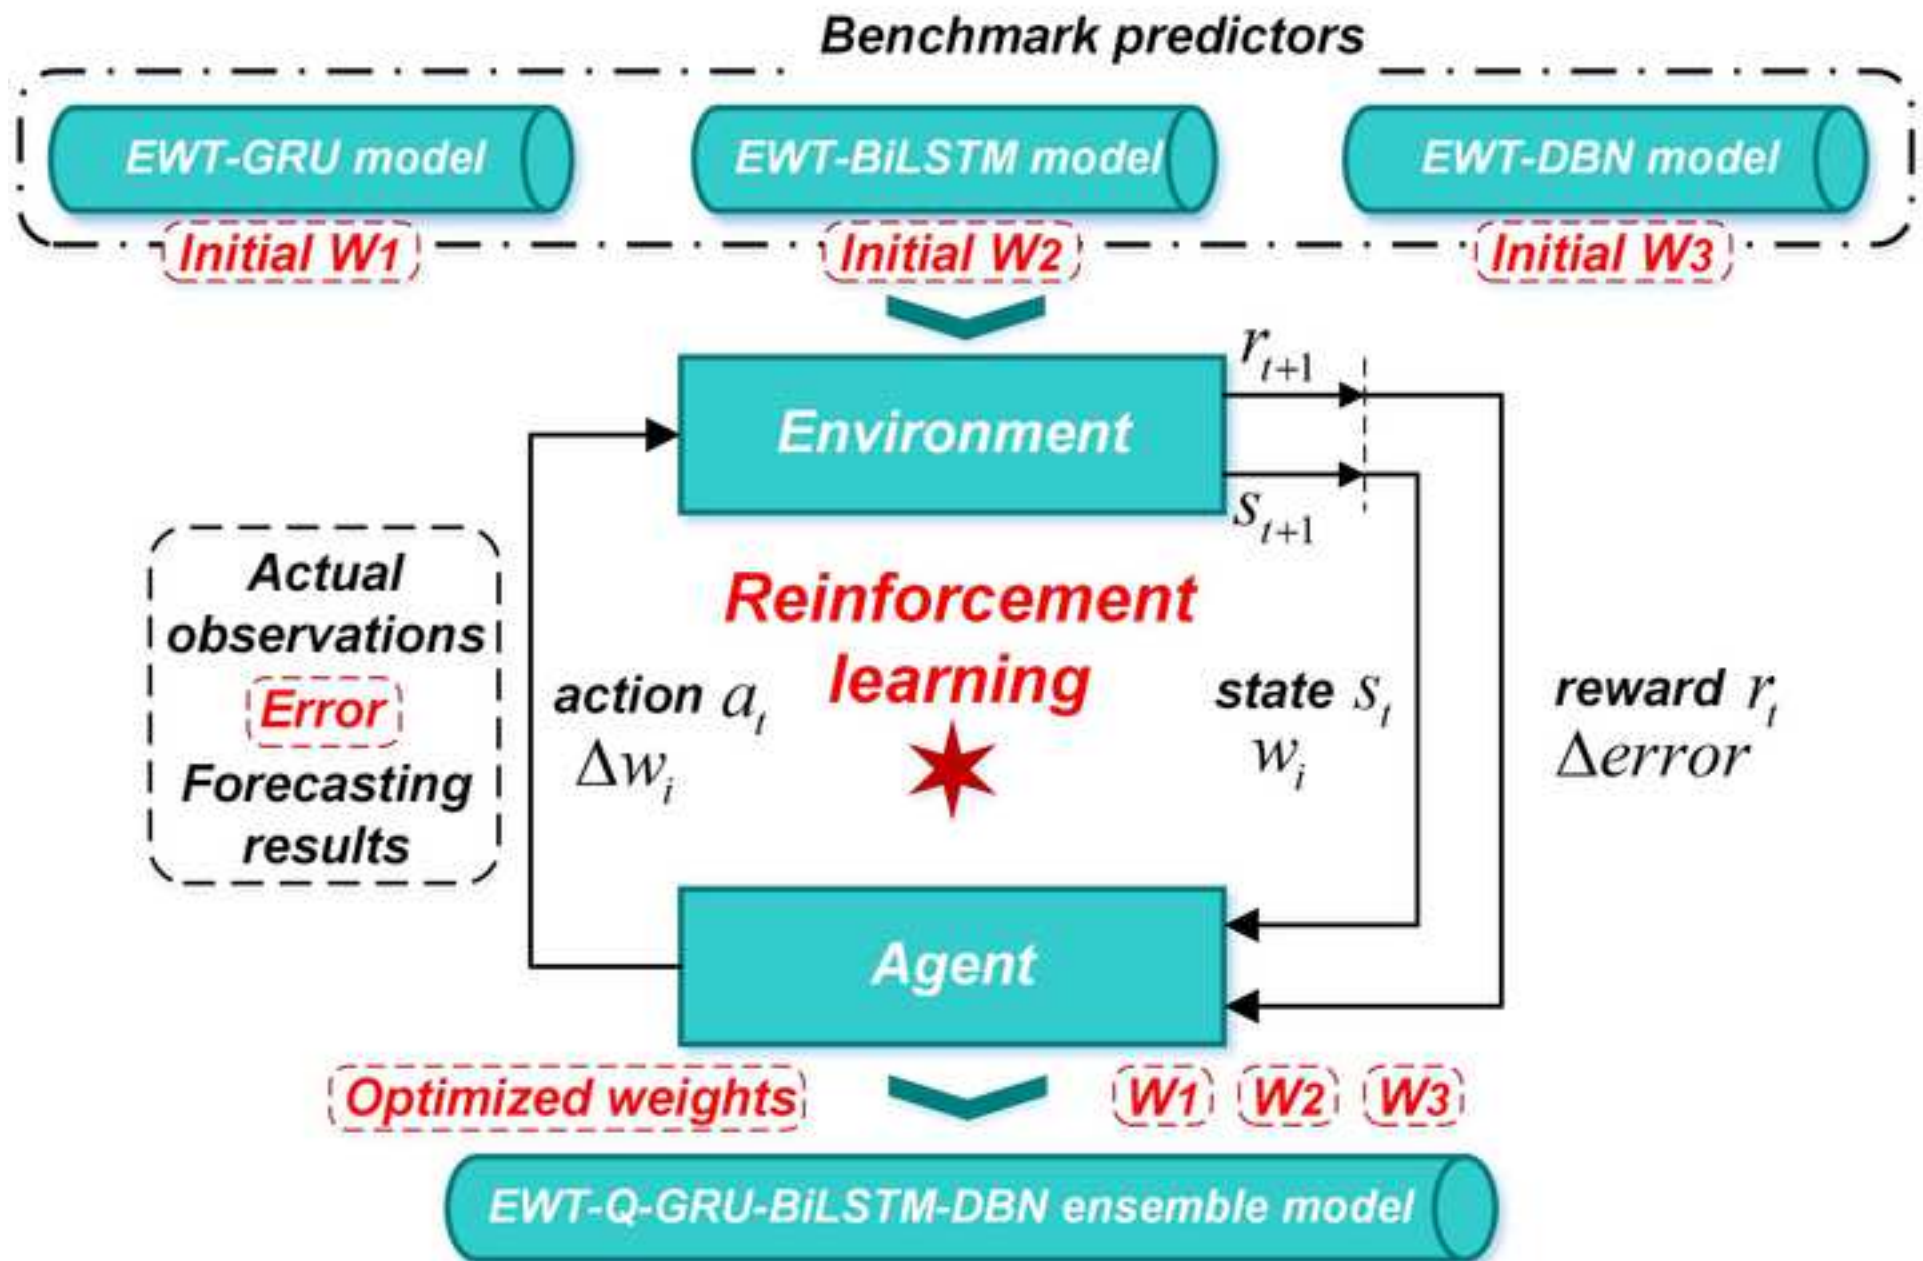 Benchmark predictors
EWT-GRU model
EWT-BiLSTM model
EWT-DBN model
Initial W1
Initial W2
Initial W3
r_{t+1}
Environment
s_{t+1}
Actual
observations
Error
Forecasting
results
Reinforcement
learning
action a_t
Δw_i
state s_t
w_i
reward r_t
Δerror
Agent
Optimized weights
W1
W2
W3
EWT-Q-GRU-BiLSTM-DBN ensemble model